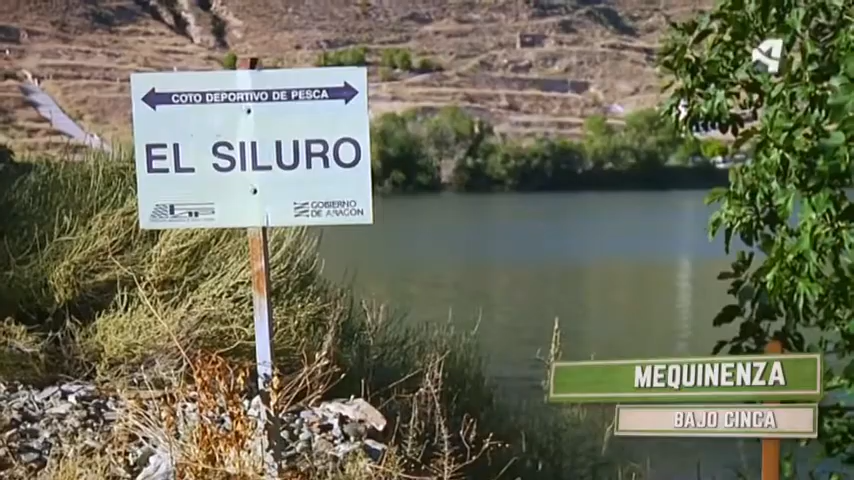 COTO DEPORTIVO DE PESCA
EL SILURO
GOBIERNO
DE ARAGON
MEQUINENZA
BAJO CINCA